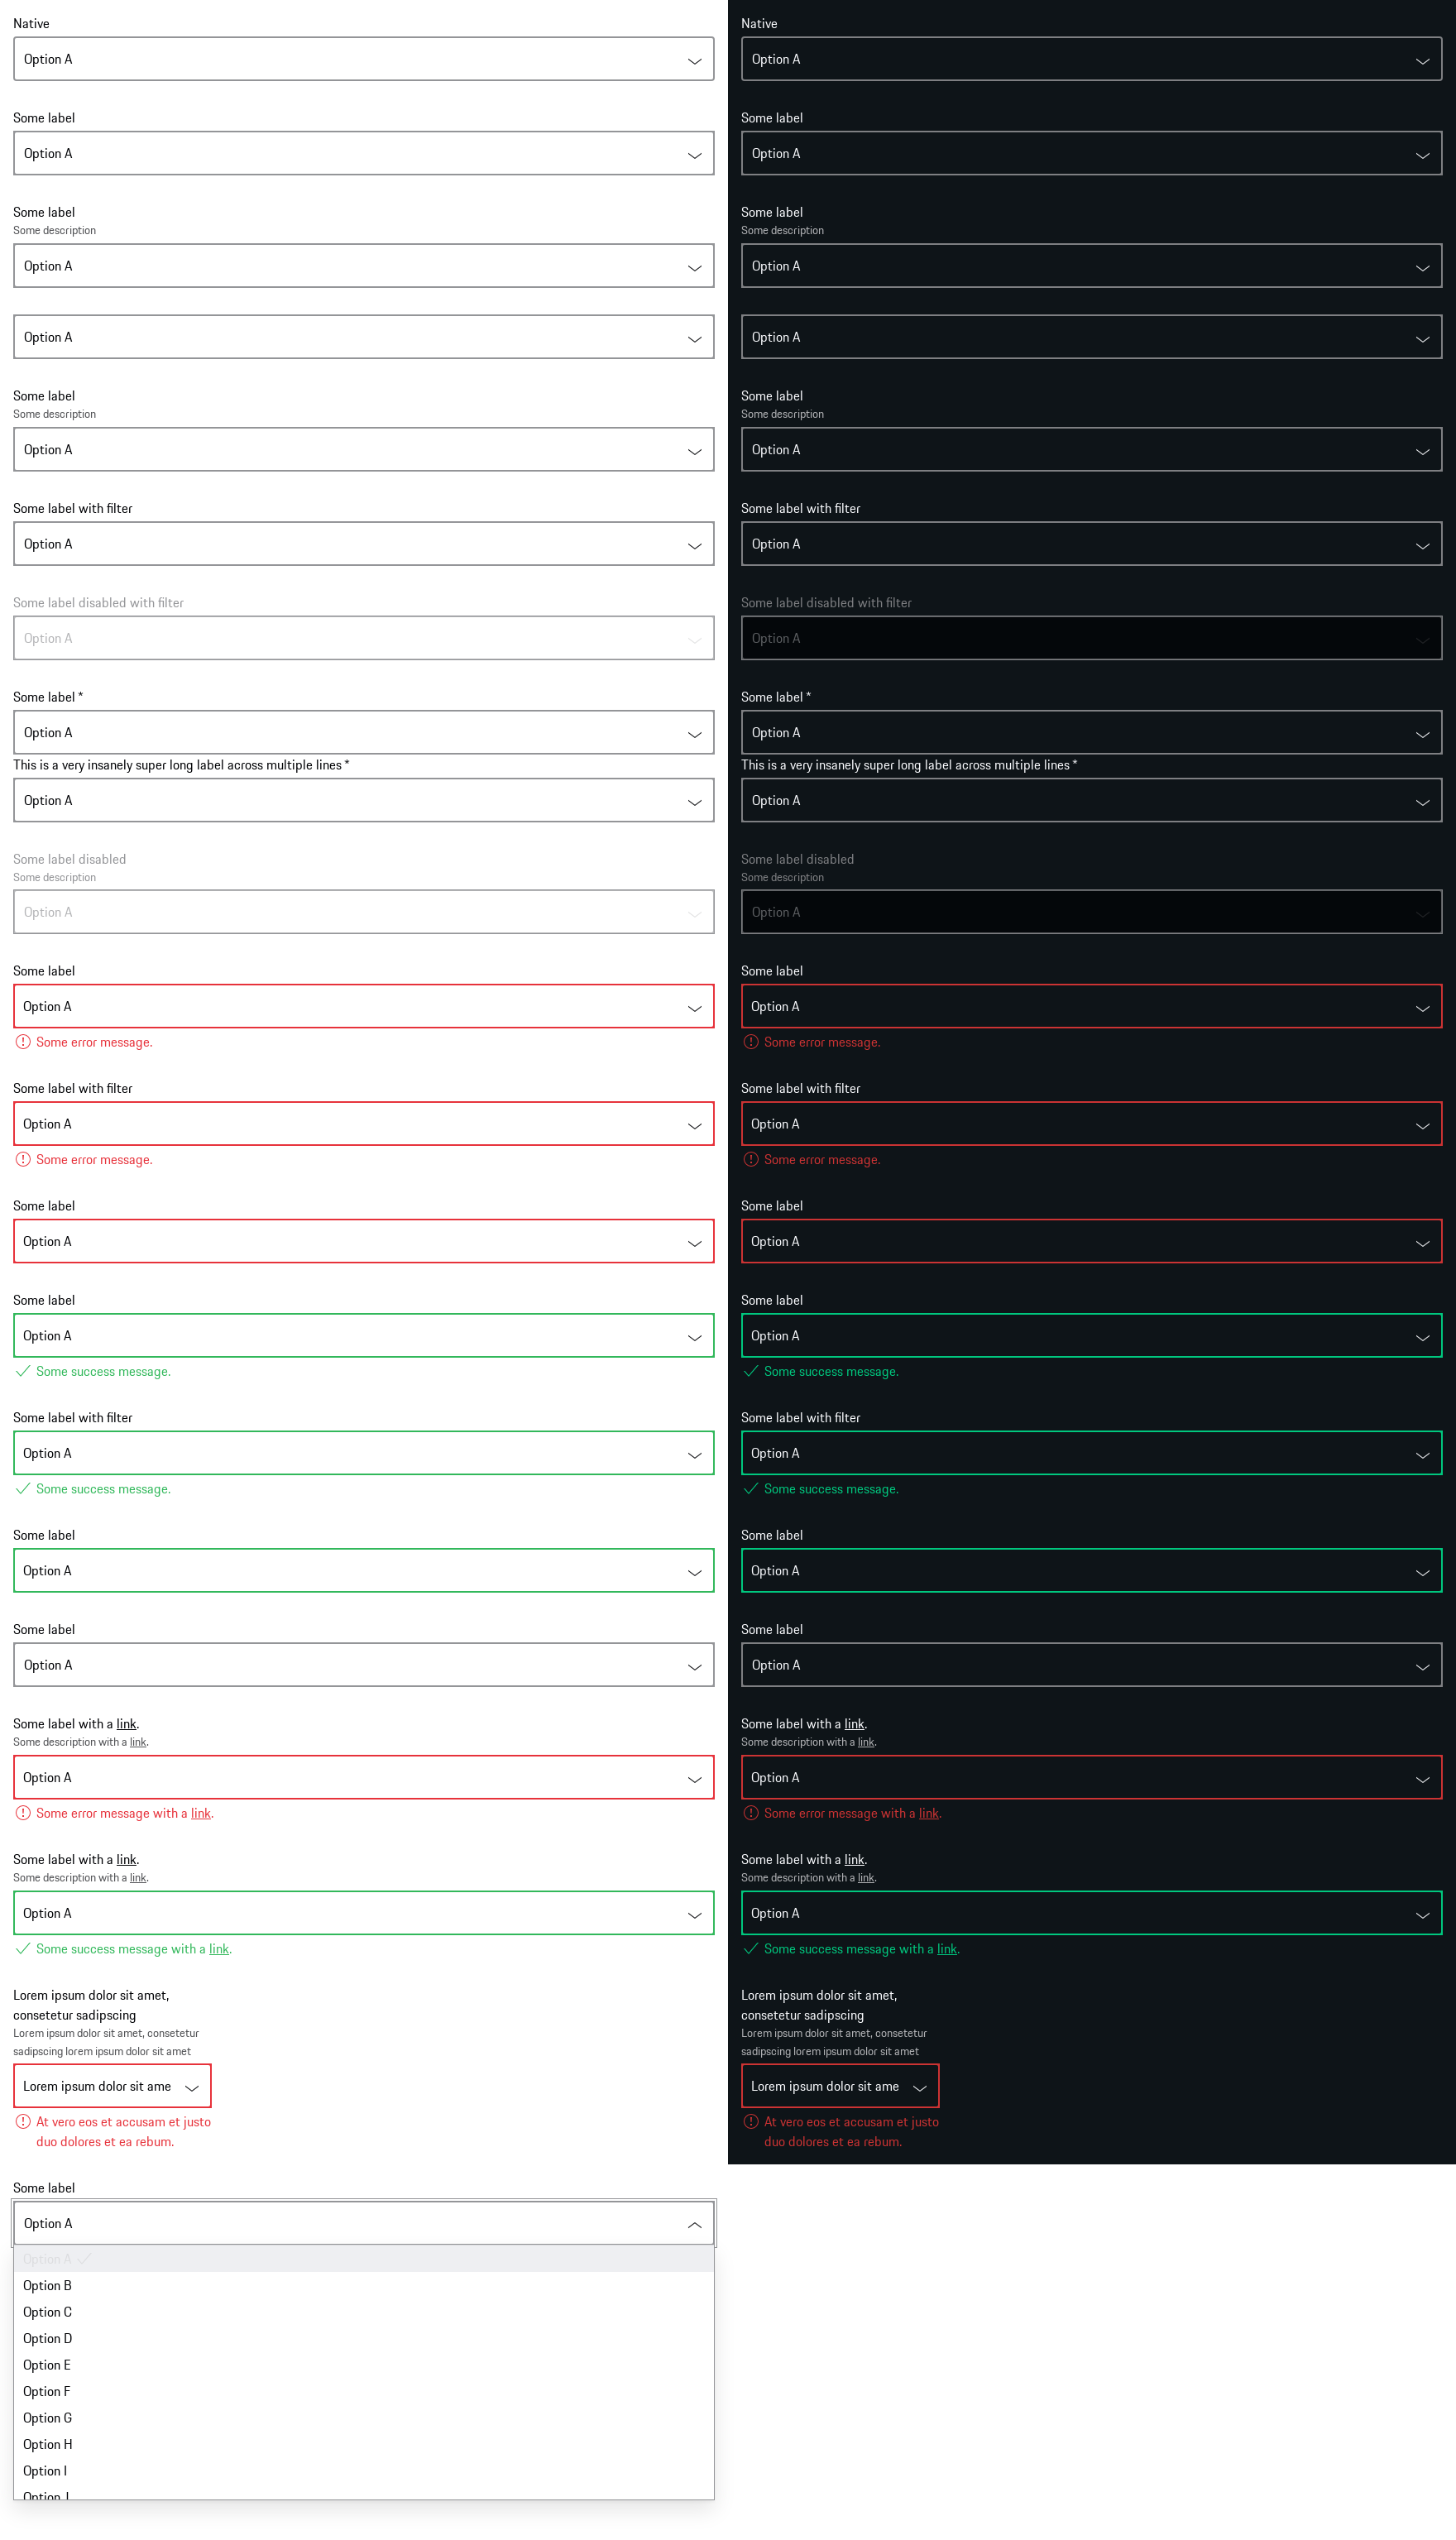 Native
Option A
Some label
Option A
Some label
Some description
Option A
Option A
Some label
Some description
Option A
Some label with filter
Option A
Some label disabled with filter
Option A
Some label *
Option A
This is a very insanely super long label across multiple lines *
Option A
Some label disabled
Some description
Option A
Some label
Option A
Some error message.
Some label with filter
Option A
Some error message.
Some label
Option A
Some label
Option A
Some success message.
Some label with filter
Option A
Some success message.
Some label
Option A
Some label
Option A
Some label with a link.
Some description with a link.
Option A
Some error message with a link.
Some label with a link.
Some description with a link.
Option A
Some success message with a link.
Lorem ipsum dolor sit amet,
consetetur sadipscing
Lorem ipsum dolor sit amet, consetetur
sadipscing lorem ipsum dolor sit amet
Lorem ipsum dolor sit ame
At vero eos et accusam et justo
duo dolores et ea rebum.
Some label
Option A
Option A
Option B
Option C
Option D
Option E
Option F
Option G
Option H
Option I
Option J
Native
Option A
Some label
Option A
Some label
Some description
Option A
Option A
Some label
Some description
Option A
Some label with filter
Option A
Some label disabled with filter
Option A
Some label *
Option A
This is a very insanely super long label across multiple lines *
Option A
Some label disabled
Some description
Option A
Some label
Option A
Some error message.
Some label with filter
Option A
Some error message.
Some label
Option A
Some label
Option A
Some success message.
Some label with filter
Option A
Some success message.
Some label
Option A
Some label
Option A
Some label with a link.
Some description with a link.
Option A
Some error message with a link.
Some label with a link.
Some description with a link.
Option A
Some success message with a link.
Lorem ipsum dolor sit amet,
consetetur sadipscing
Lorem ipsum dolor sit amet, consetetur
sadipscing lorem ipsum dolor sit amet
Lorem ipsum dolor sit ame
At vero eos et accusam et justo
duo dolores et ea rebum.